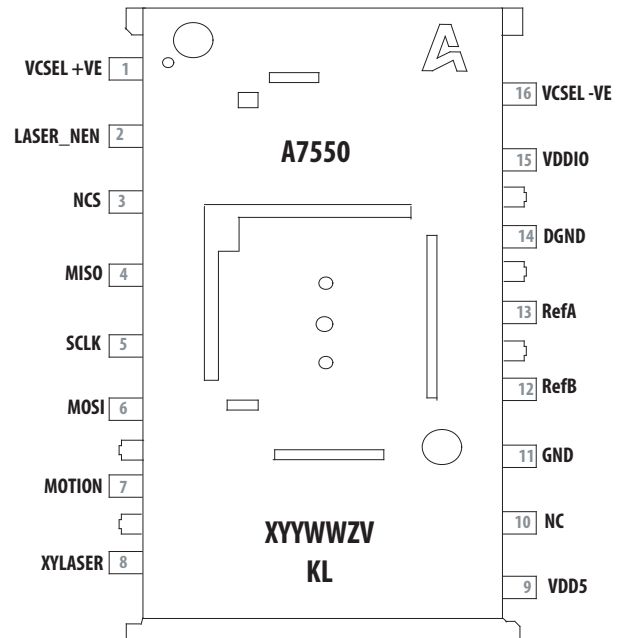 VCSEL +VE 1
LASER_NEN 2
NCS 3
MISO 4
SCLK 5
MOSI 6
MOTION 7
XYLASER 8
A7550
XYYWWZV
KL
16 VCSEL -VE
15 VDDIO
14 DGND
13 RefA
12 RefB
11 GND
10 NC
9 VDD5